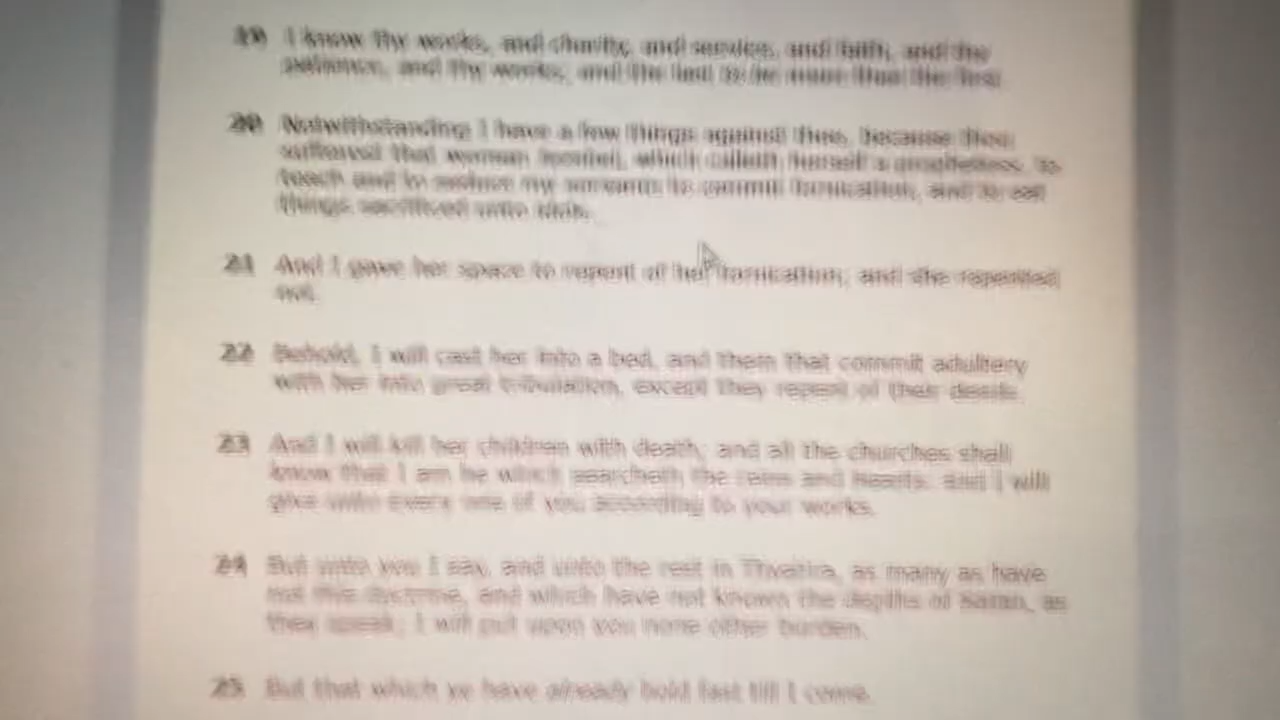 19 I know thy works, and charity, and service, and faith, and thy
patience, and thy works; and the last to be more than the first.
20 Notwithstanding I have a few things against thee, because thou
sufferest that woman Jezebel, which calleth herself a prophetess, to
teach and to seduce my servants to commit fornication, and to eat
things sacrificed unto idols.
21 And I gave her space to repent of her fornication; and she repented
not.
22 Behold, I will cast her into a bed, and them that commit adultery
with her into great tribulation, except they repent of their deeds.
23 And I will kill her children with death; and all the churches shall
know that I am he which searcheth the reins and hearts: and I will
give unto every one of you according to your works.
24 But unto you I say, and unto the rest in Thyatira, as many as have
not this doctrine, and which have not known the depths of Satan, as
they speak; I will put upon you none other burden.
25 But that which ye have already hold fast till I come.